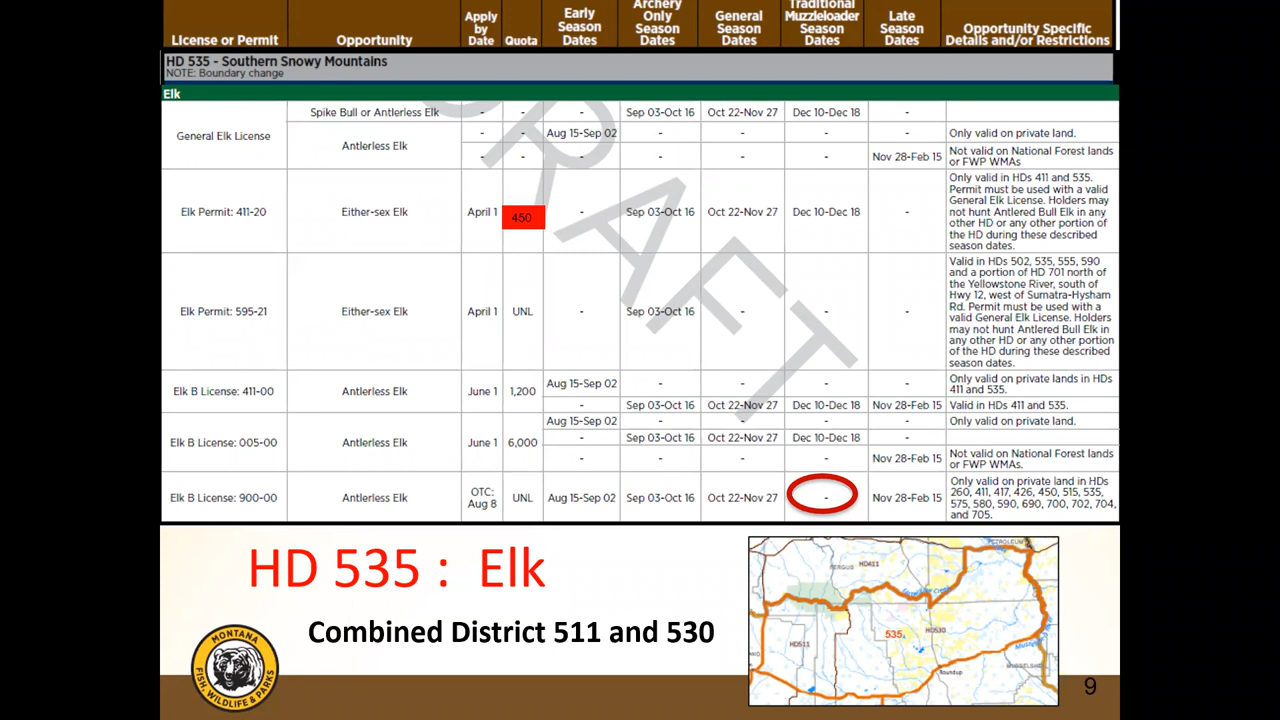 License or Permit
Opportunity
Apply by Date
Quota
Early Season Dates
Archery Only Season Dates
General Season Dates
Traditional Muzzleloader Season Dates
Late Season Dates
Opportunity Specific Details and/or Restrictions
HD 535 - Southern Snowy Mountains
NOTE: Boundary change
Elk
General Elk License
Spike Bull or Antlerless Elk - - - Sep 03-Oct 16 Oct 22-Nov 27 Dec 10-Dec 18 -
Antlerless Elk
- - Aug 15-Sep 02 - - - - Only valid on private land.
- - - - - - Nov 28-Feb 15 Not valid on National Forest lands
or FWP WMAs
Elk Permit: 411-20 Either-sex Elk April 1 450 - Sep 03-Oct 16 Oct 22-Nov 27 Dec 10-Dec 18 -
Only valid in HDs 411 and 535.
Permit must be used with a valid
General Elk License. Holders may
not hunt Antlered Bull Elk in any
other HD or any other portion of
the HD during these described
season dates.
Elk Permit: 595-21 Either-sex Elk April 1 UNL - Sep 03-Oct 16 - - -
Valid in HDs 502, 535, 555, 590
and a portion of HD 701 north of
the Yellowstone River, south of
Hwy 12, west of Sumatra-Hysham
Rd. Permit must be used with a
valid General Elk License. Holders
may not hunt Antlered Bull Elk in
any other HD or any other portion
of the HD during these described
season dates.
Elk B License: 411-00 Antlerless Elk June 1 1,200
Aug 15-Sep 02 - - - - Only valid on private lands in HDs
411 and 535.
- Sep 03-Oct 16 Oct 22-Nov 27 Dec 10-Dec 18 Nov 28-Feb 15 Valid in HDs 411 and 535.
Elk B License: 005-00 Antlerless Elk June 1 6,000
Aug 15-Sep 02 - - - - Only valid on private land.
- Sep 03-Oct 16 Oct 22-Nov 27 Dec 10-Dec 18 -
- - - - Nov 28-Feb 15 Not valid on National Forest lands
or FWP WMAs.
Elk B License: 900-00 Antlerless Elk OTC: Aug 8 UNL Aug 15-Sep 02 Sep 03-Oct 16 Oct 22-Nov 27 - Nov 28-Feb 15
Only valid on private land in HDs
260, 411, 417, 426, 450, 515, 535,
575, 580, 590, 690, 700, 702, 704,
and 705.
DRAFT
HD 535 : Elk
Combined District 511 and 530
MONTANA
FISH, WILDLIFE & PARKS
PETROLEUM
FERGUS
HD411
535
HD530
HD511
Roundup
MUSSELSHELL
9